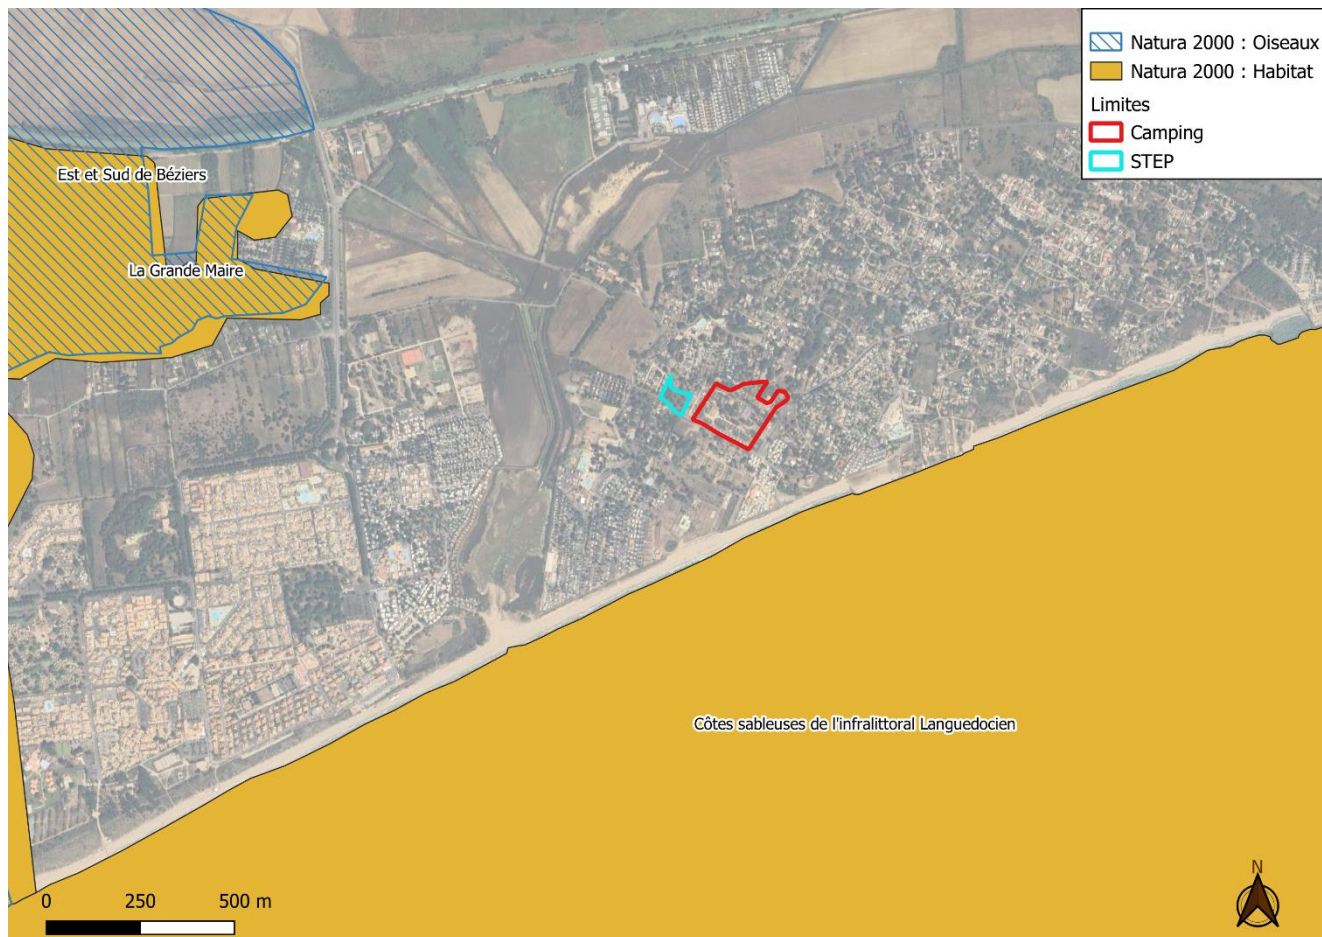 Natura 2000 : Oiseaux
Natura 2000 : Habitat
Limites
Camping
STEP
Est et Sud de Béziers
La Grande Maire
Côtes sableuses de l'infralittoral Languedocien
0 250 500 m
N